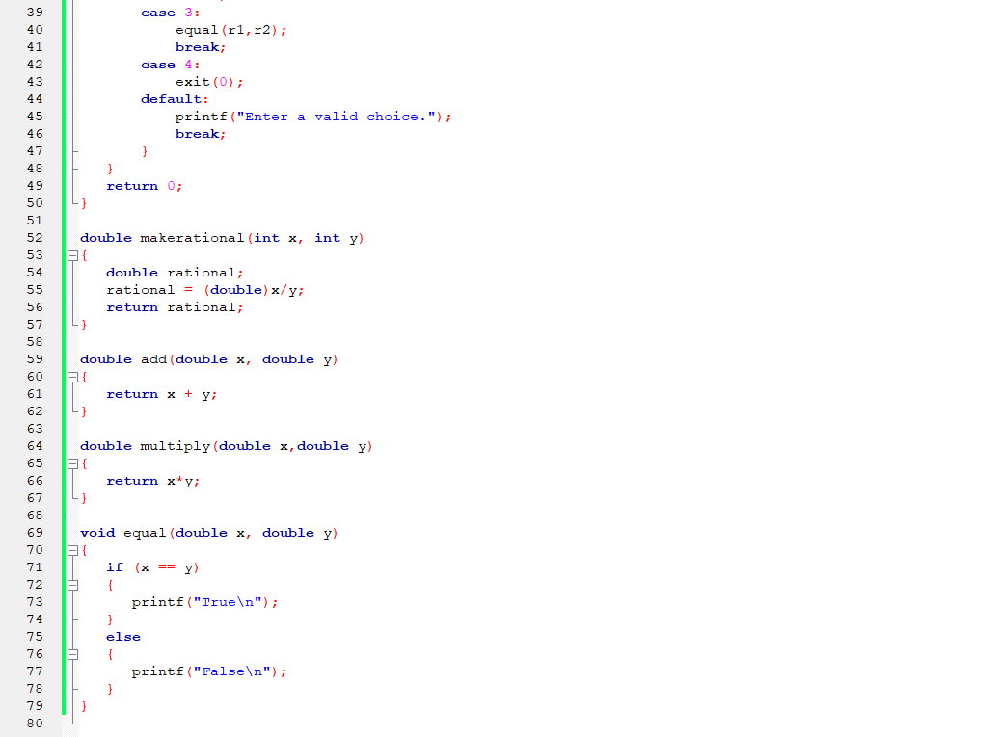 39 case 3:
40 equal(r1,r2);
41 break;
42 case 4:
43 exit(0);
44 default:
45 printf("Enter a valid choice.");
46 break;
47 }
48 }
49 return 0;
50 }
51
52 double makerational(int x, int y)
53 {
54 double rational;
55 rational = (double)x/y;
56 return rational;
57 }
58
59 double add(double x, double y)
60 {
61 return x + y;
62 }
63
64 double multiply(double x,double y)
65 {
66 return x*y;
67 }
68
69 void equal(double x, double y)
70 {
71 if (x == y)
72 {
73 printf("True\n");
74 }
75 else
76 {
77 printf("False\n");
78 }
79 }
80